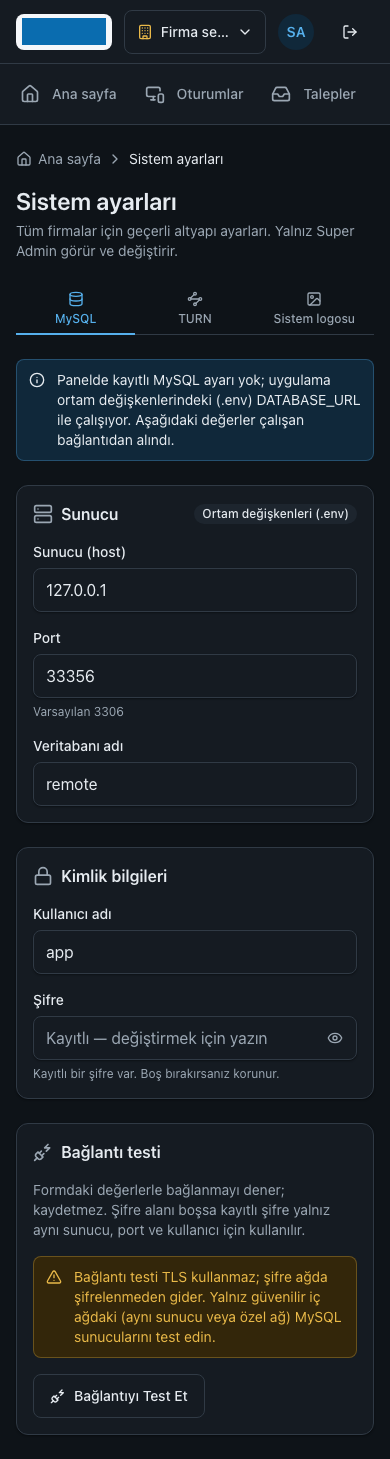 Firma se...
SA
Ana sayfa
Oturumlar
Talepler
Ana sayfa
Sistem ayarları
Sistem ayarları
Tüm firmalar için geçerli altyapı ayarları. Yalnız Super
Admin görür ve değiştirir.
MySQL
TURN
Sistem logosu
Panelde kayıtlı MySQL ayarı yok; uygulama
ortam değişkenlerindeki (.env) DATABASE_URL
ile çalışıyor. Aşağıdaki değerler çalışan
bağlantıdan alındı.
Sunucu
Ortam değişkenleri (.env)
Sunucu (host)
127.0.0.1
Port
33356
Varsayılan 3306
Veritabanı adı
remote
Kimlik bilgileri
Kullanıcı adı
app
Şifre
Kayıtlı — değiştirmek için yazın
Kayıtlı bir şifre var. Boş bırakırsanız korunur.
Bağlantı testi
Formdaki değerlerle bağlanmayı dener;
kaydetmez. Şifre alanı boşsa kayıtlı şifre yalnız
aynı sunucu, port ve kullanıcı için kullanılır.
Bağlantı testi TLS kullanmaz; şifre ağda
şifrelenmeden gider. Yalnız güvenilir iç
ağdaki (aynı sunucu veya özel ağ) MySQL
sunucularını test edin.
Bağlantıyı Test Et